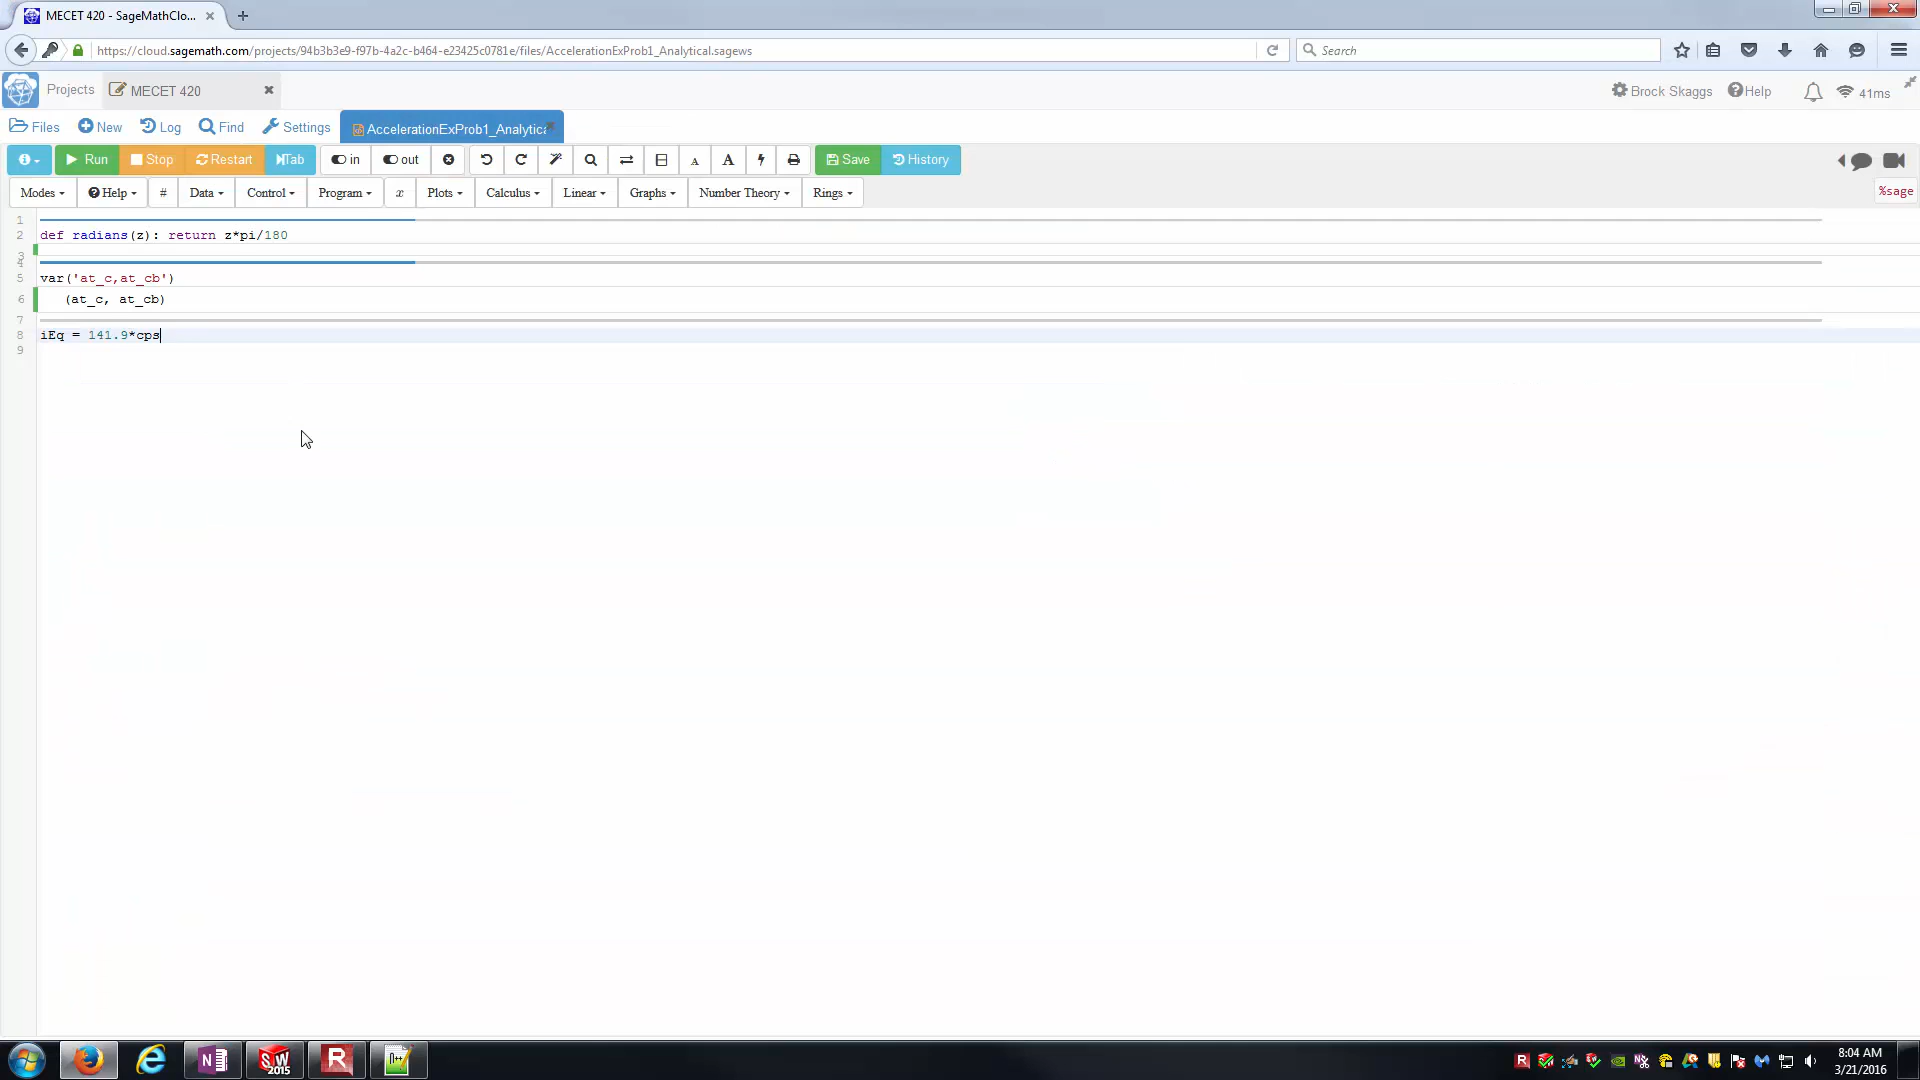 MECET 420 - SageMathClo...
https://cloud.sagemath.com/projects/94b3b3e9-f97b-4a2c-b464-e23425c0781e/files/AccelerationExProb1_Analytical.sagews
Search
Projects
MECET 420
Brock Skaggs
Help
41ms
Files
New
Log
Find
Settings
AccelerationExProb1_Analytica
Run
Stop
Restart
Tab
in
out
A
A
Save
History
Modes
Help
#
Data
Control
Program
x
Plots
Calculus
Linear
Graphs
Number Theory
Rings
%sage
1
2 def radians(z): return z*pi/180
3
4
5 var('at_c,at_cb')
6 (at_c, at_cb)
7
8 iEq = 141.9*cps
9
8:04 AM
3/21/2016